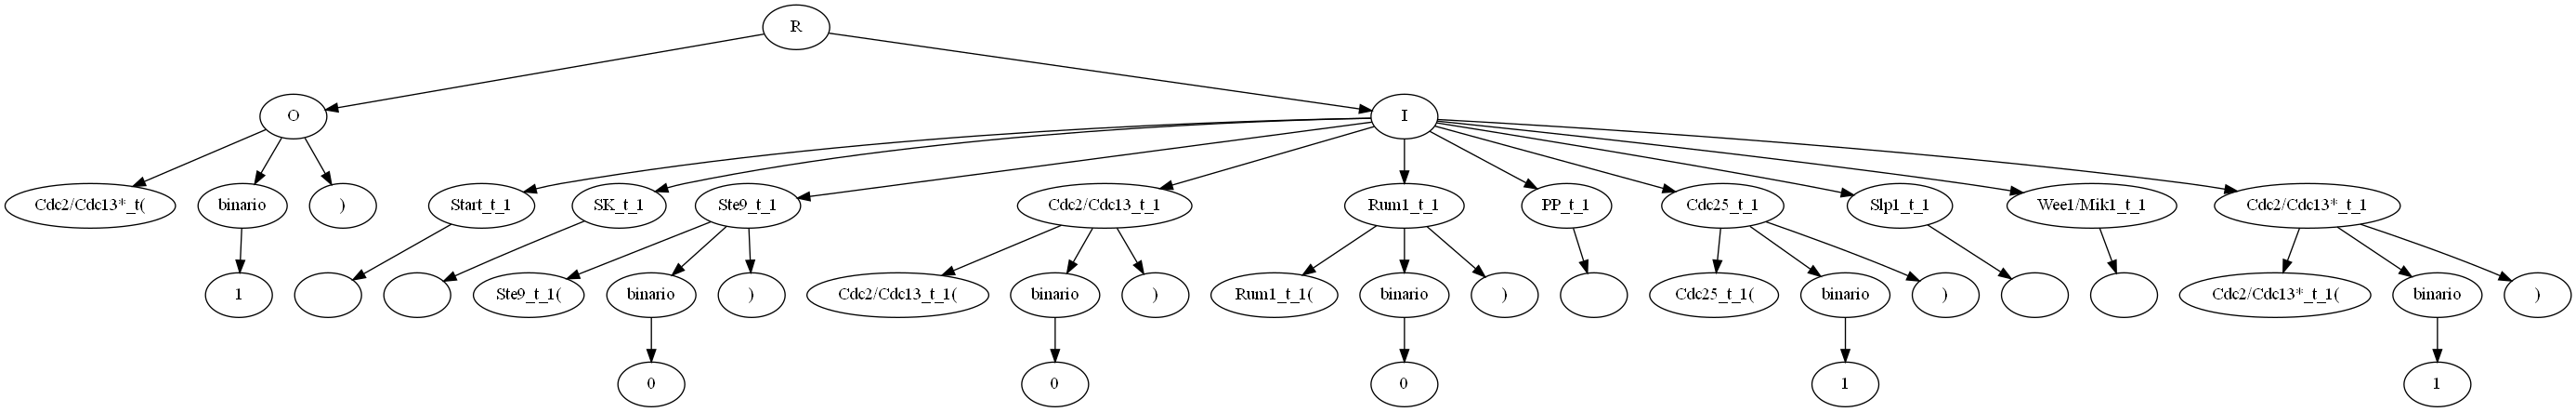 R
O
I
Cdc2/Cdc13*_t(
binario
)
Start_t_1
SK_t_1
Ste9_t_1
Cdc2/Cdc13_t_1
Rum1_t_1
PP_t_1
Cdc25_t_1
Slp1_t_1
Wee1/Mik1_t_1
Cdc2/Cdc13*_t_1
1
Ste9_t_1(
binario
)
Cdc2/Cdc13_t_1(
binario
)
Rum1_t_1(
binario
)
Cdc25_t_1(
binario
)
Cdc2/Cdc13*_t_1(
binario
)
0
0
0
1
1